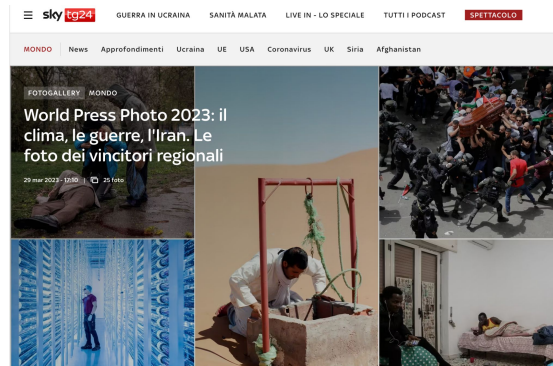 sky tg24 GUERRA IN UCRAINA SANITÀ MALATA LIVE IN - LO SPECIALE TUTTI I PODCAST SPETTACOLO
MONDO News Approfondimenti Ucraina UE USA Coronavirus UK Siria Afghanistan
FOTOGALLERY MONDO
World Press Photo 2023: il
clima, le guerre, l'Iran. Le
foto dei vincitori regionali
29 mar 2023 - 17:10 25 foto